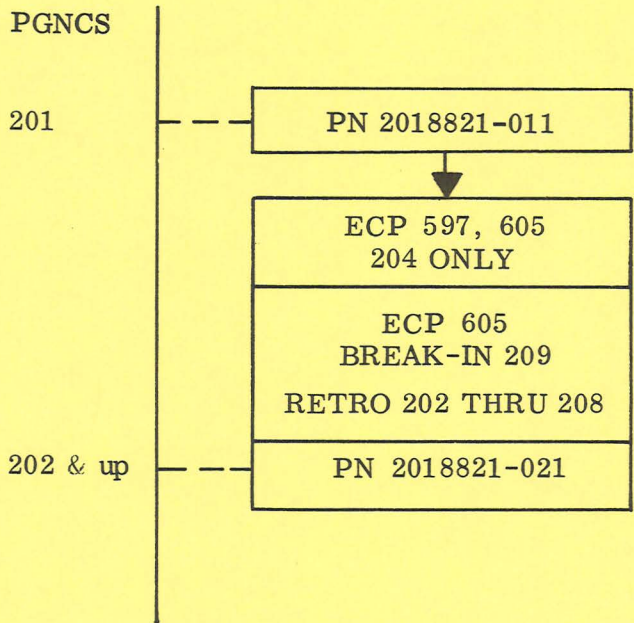 PGNCS
201
PN 2018821-011
ECP 597, 605
204 ONLY
ECP 605
BREAK-IN 209
RETRO 202 THRU 208
202 & up
PN 2018821-021